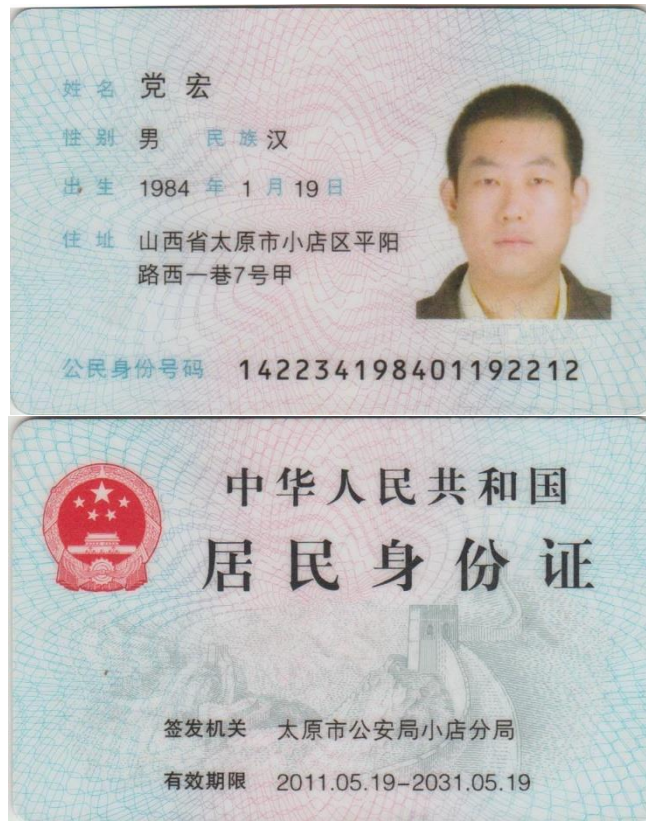 姓名 党宏
性别 男 民族 汉
出生 1984 年 1 月 19 日
住址 山西省太原市小店区平阳
路西一巷7号甲
公民身份号码 142234198401192212
中华人民共和国
居民身份证
签发机关 太原市公安局小店分局
有效期限 2011.05.19-2031.05.19